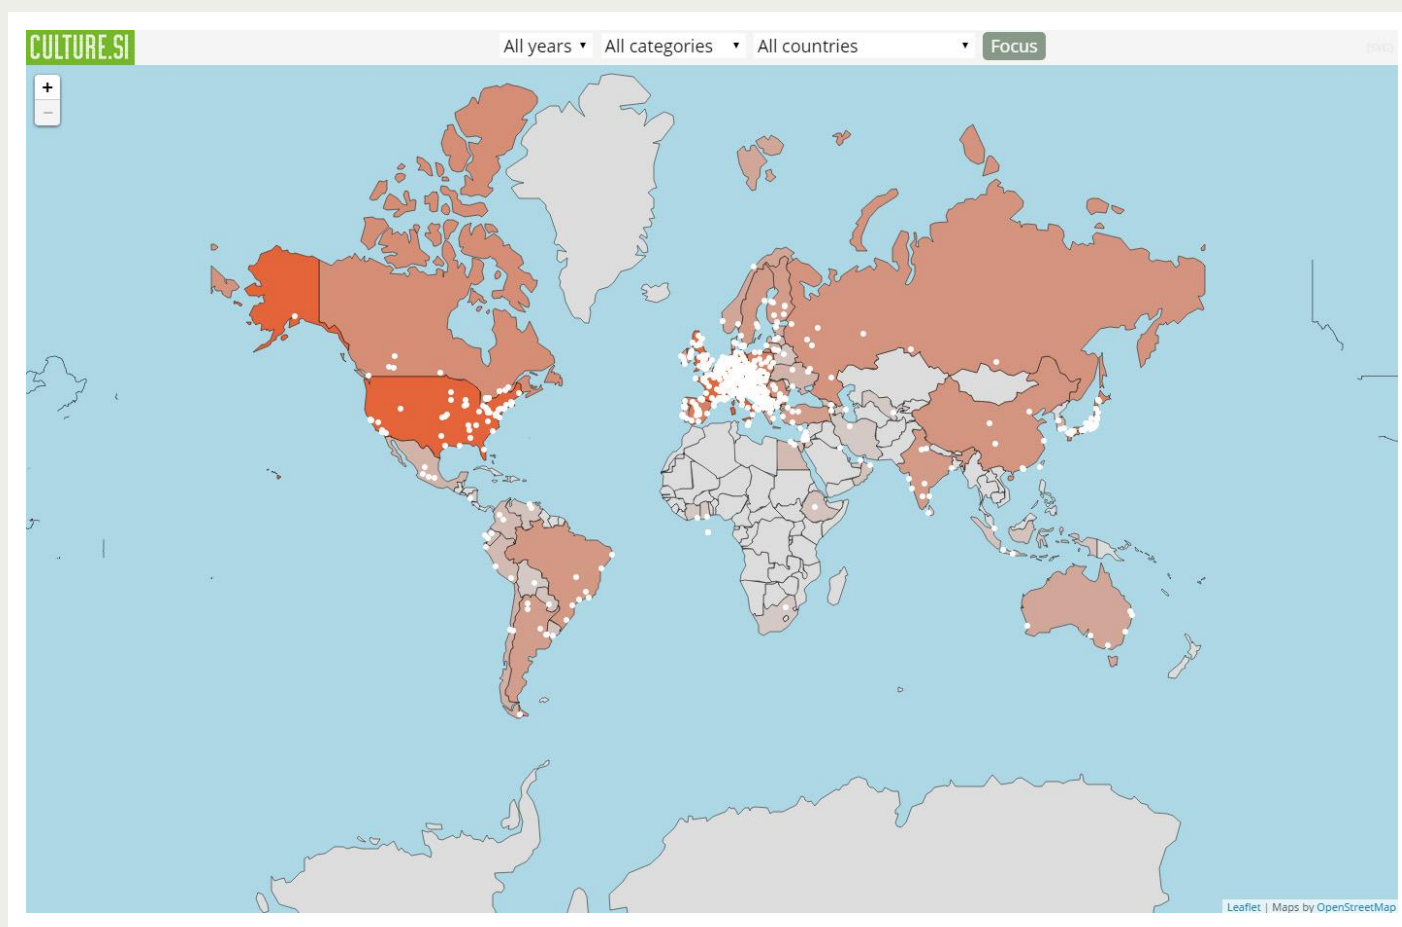 CULTURE.SI
All years All categories All countries Focus
+
−
Leaflet | Maps by OpenStreetMap